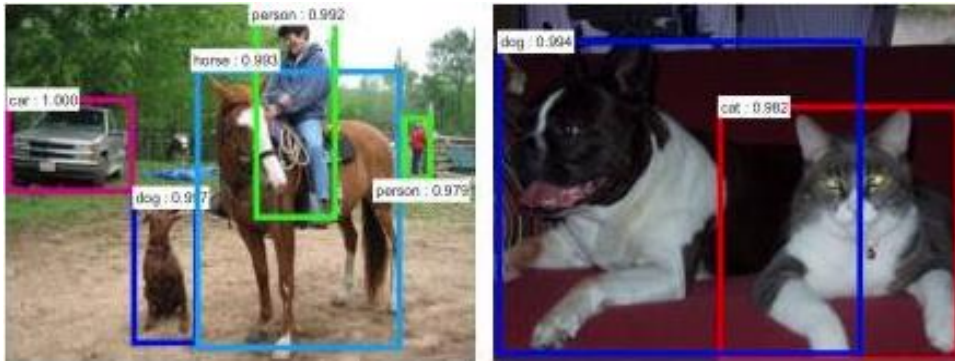 person : 0.992
horse : 0.993
car : 1.000
dog : 0.997
person : 0.979
dog : 0.994
cat : 0.982